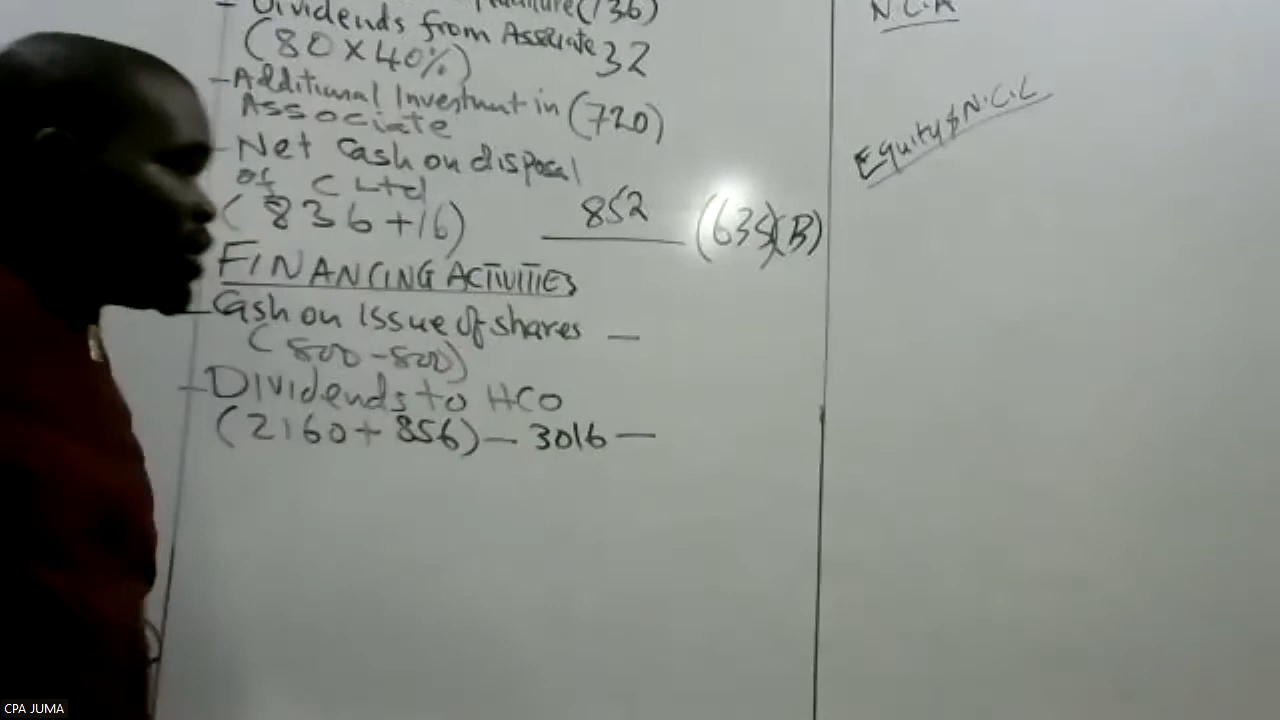 - Dividends from Associate 32
(80 X 40%)
- Additional Investment in (720)
Associate
- Net Cash on disposal
of C Ltd
(836+16) 852 (635)(B)
FINANCING ACTIVITIES
- Cash on Issue of shares —
(800-800)
- Dividends to HCO
(2160+856) — 3016 —
N.C.A
Equity & N.C.L
CPA JUMA